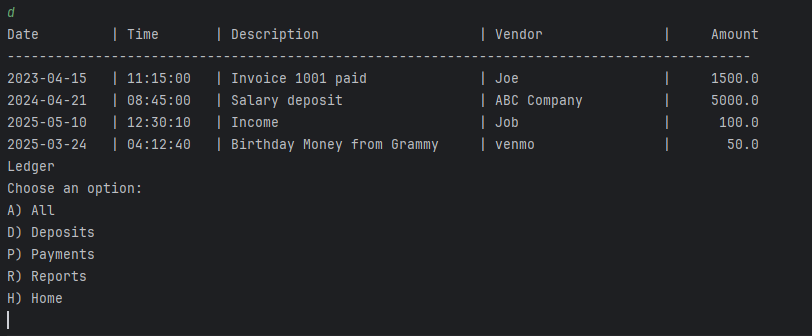 d
Date         | Time       | Description                    | Vendor               |     Amount
---------------------------------------------------------------------------------------------
2023-04-15   | 11:15:00   | Invoice 1001 paid              | Joe                  |     1500.0
2024-04-21   | 08:45:00   | Salary deposit                 | ABC Company          |     5000.0
2025-05-10   | 12:30:10   | Income                         | Job                  |      100.0
2025-03-24   | 04:12:40   | Birthday Money from Grammy     | venmo                |       50.0
Ledger
Choose an option:
A) All
D) Deposits
P) Payments
R) Reports
H) Home